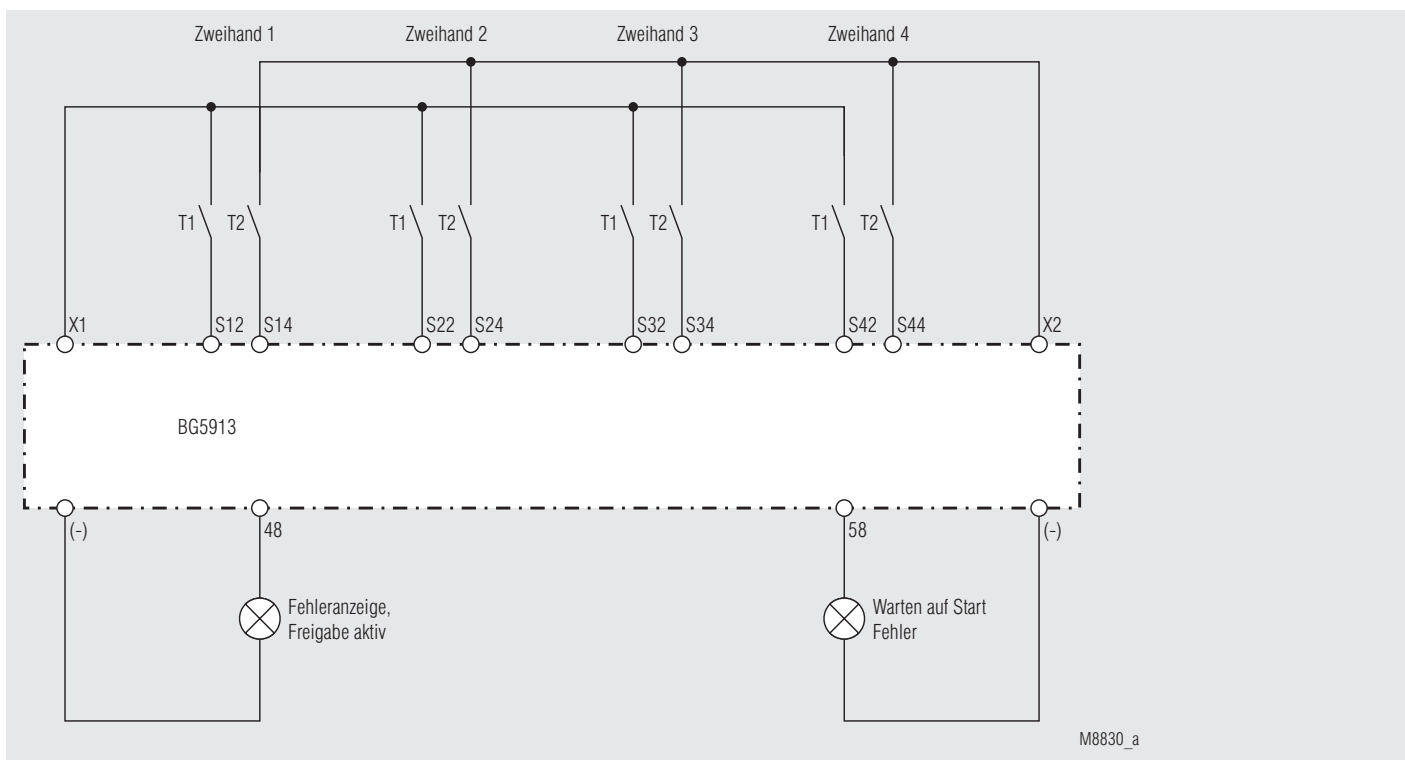 Zweihand 1
Zweihand 2
Zweihand 3
Zweihand 4
T1
T2
T1
T2
T1
T2
T1
T2
X1
S12
S14
S22
S24
S32
S34
S42
S44
X2
BG5913
(-)
48
58
(-)
Fehleranzeige,
Freigabe aktiv
Warten auf Start
Fehler
M8830_a